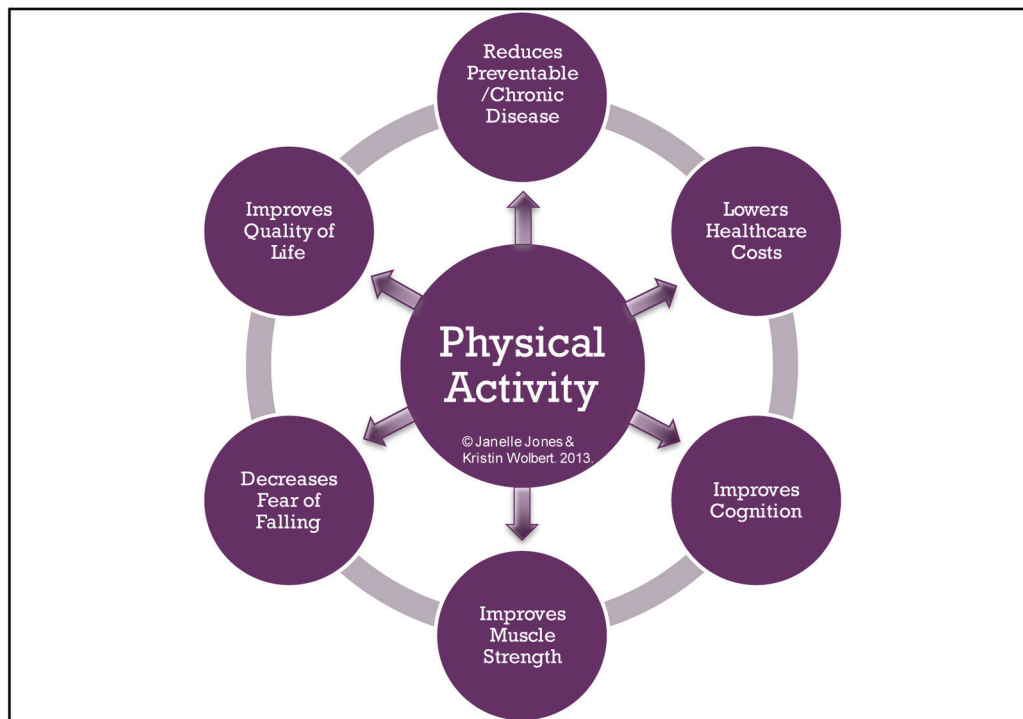 Reduces
Preventable
/Chronic
Disease
Lowers
Healthcare
Costs
Improves
Cognition
Improves
Muscle
Strength
Decreases
Fear of
Falling
Improves
Quality of
Life
Physical
Activity
© Janelle Jones &
Kristin Wolbert. 2013.